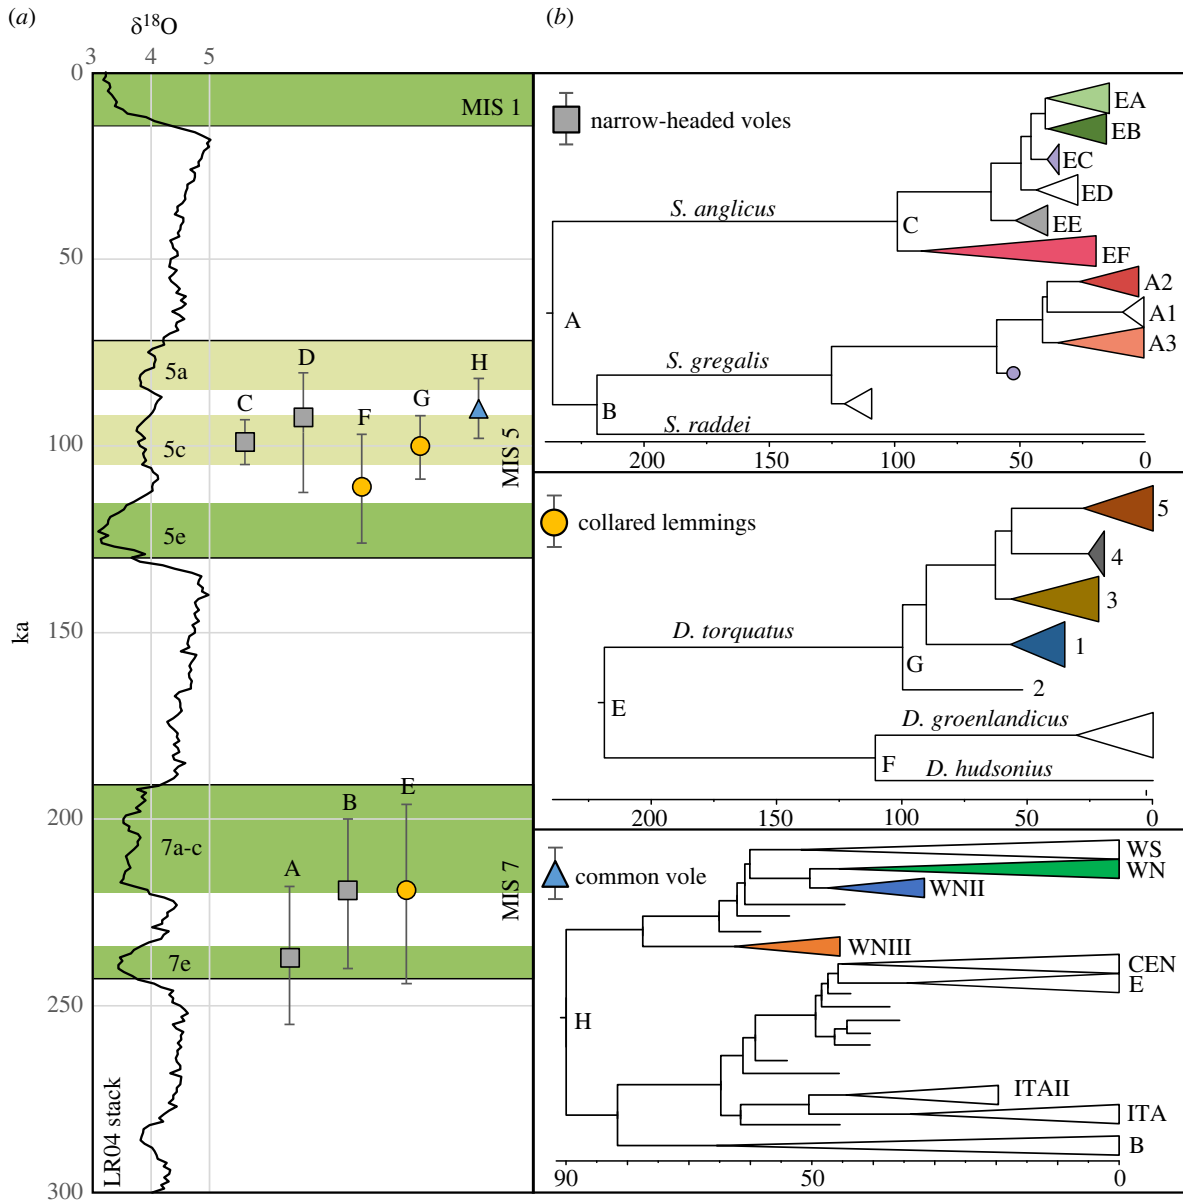 (a)
δ18O
3 4 5
0
50
100
150
200
250
300
ka
MIS 1
5a
5c
5e
MIS 5
C
D
F
G
H
7a-c
7e
MIS 7
A
B
E
LR04 stack
(b)
narrow-headed voles
EA
EB
EC
ED
EE
EF
A2
A1
A3
S. anglicus
C
A
S. gregalis
B
S. raddei
200 150 100 50 0
collared lemmings
5
4
3
1
2
D. torquatus
G
E
D. groenlandicus
F
D. hudsonius
200 150 100 50 0
common vole
WS
WN
WNII
WNIII
CEN
E
H
ITAII
ITA
B
90 50 0